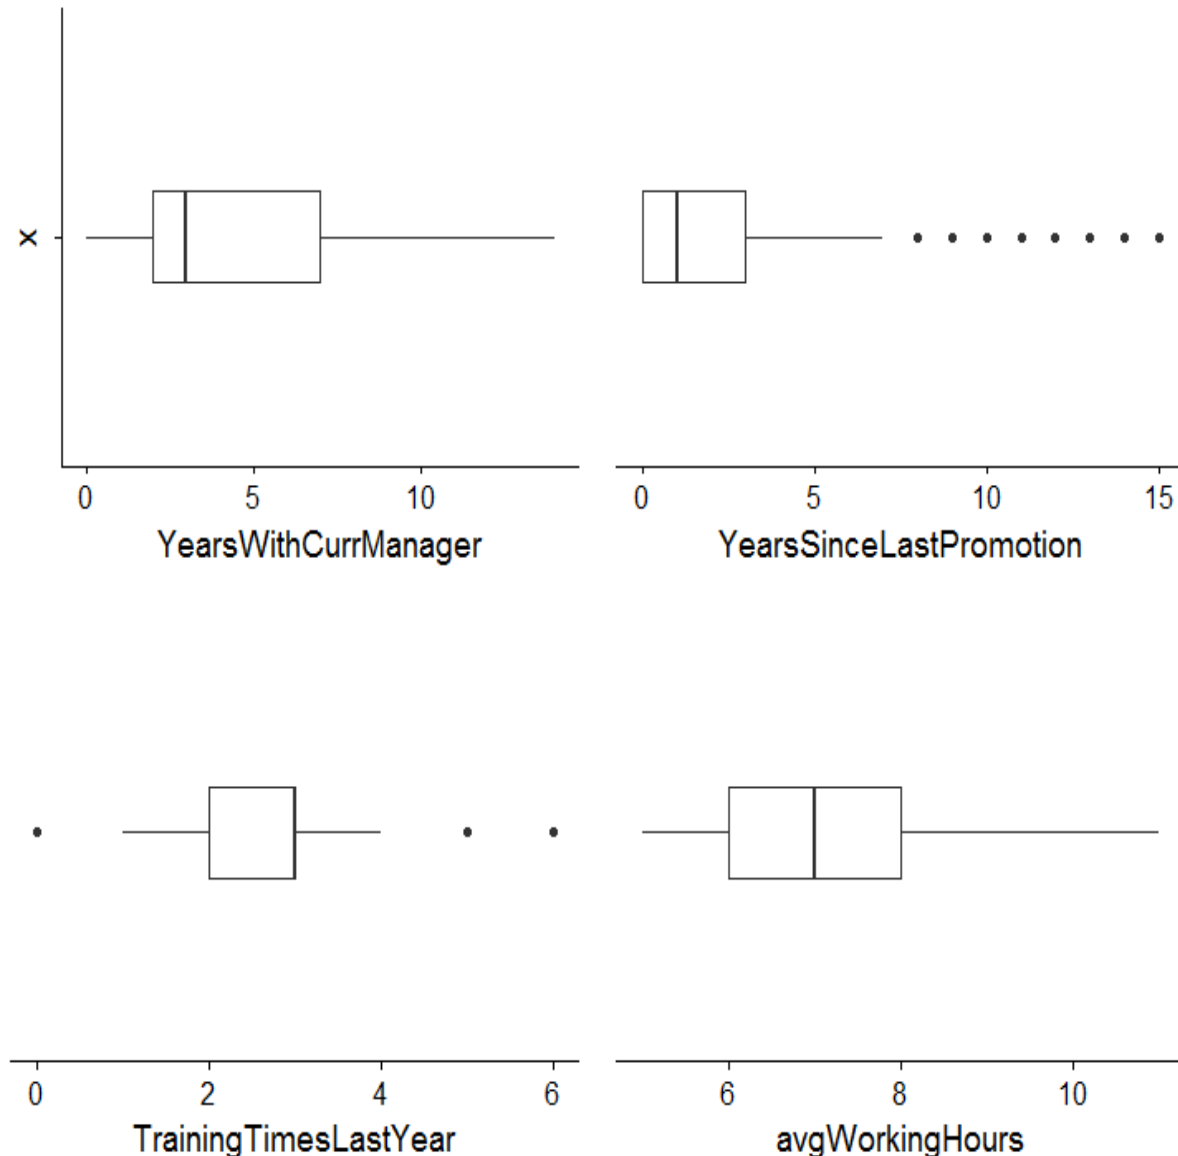 x
0 5 10
YearsWithCurrManager
0 5 10 15
YearsSinceLastPromotion
0 2 4 6
TrainingTimesLastYear
6 8 10
avgWorkingHours